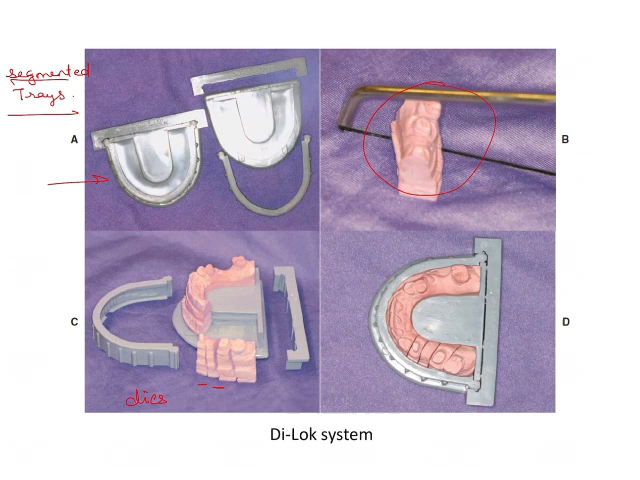 segmented
Trays.
A
B
C
D
dies
Di-Lok system